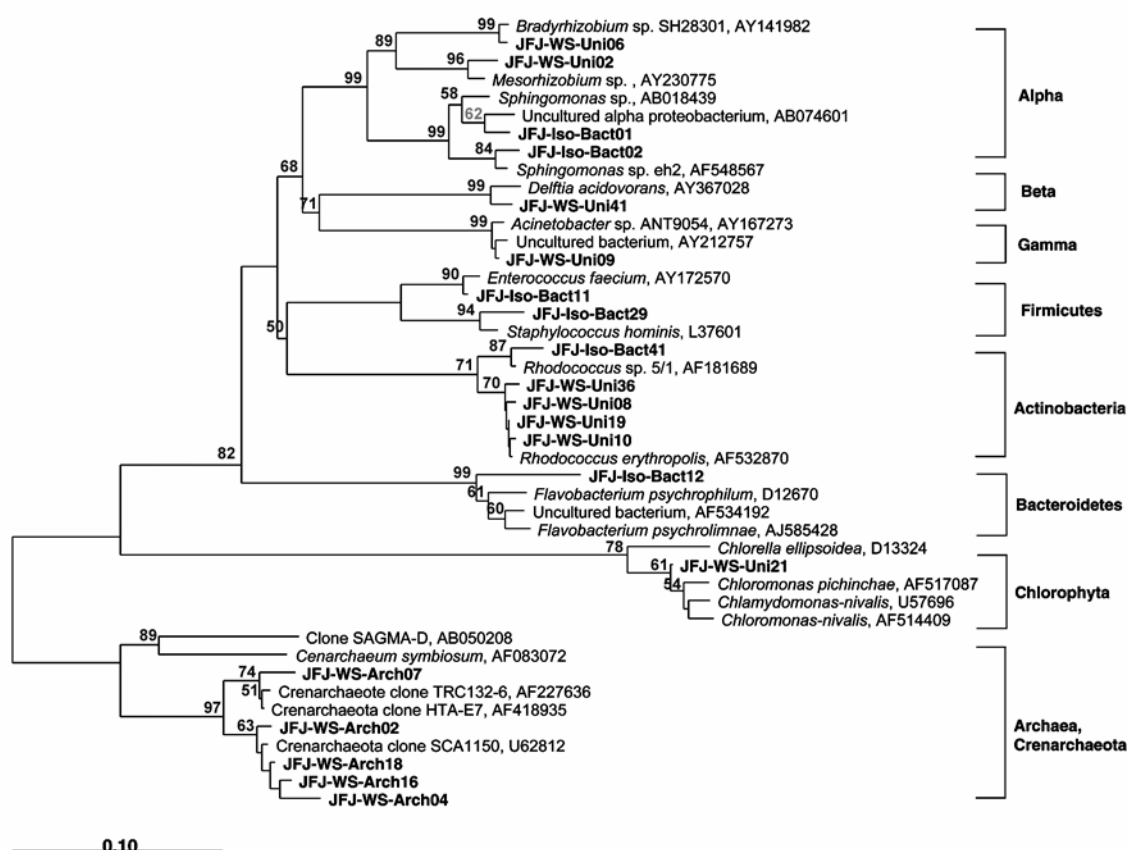 99 Bradyrhizobium sp. SH28301, AY141982
89 JFJ-WS-Uni06
96 JFJ-WS-Uni02
99 Mesorhizobium sp. , AY230775
58 Sphingomonas sp., AB018439
62 Uncultured alpha proteobacterium, AB074601
Alpha
99 JFJ-Iso-Bact01
84 JFJ-Iso-Bact02
68 Sphingomonas sp. eh2, AF548567
99 Delftia acidovorans, AY367028
Beta
71 JFJ-WS-Uni41
99 Acinetobacter sp. ANT9054, AY167273
Uncultured bacterium, AY212757
Gamma
JFJ-WS-Uni09
90 Enterococcus faecium, AY172570
JFJ-Iso-Bact11
94 JFJ-Iso-Bact29
Firmicutes
50 Staphylococcus hominis, L37601
87 JFJ-Iso-Bact41
71 Rhodococcus sp. 5/1, AF181689
70 JFJ-WS-Uni36
JFJ-WS-Uni08
Actinobacteria
JFJ-WS-Uni19
JFJ-WS-Uni10
82 Rhodococcus erythropolis, AF532870
99 JFJ-Iso-Bact12
61 Flavobacterium psychrophilum, D12670
60 Uncultured bacterium, AF534192
Bacteroidetes
Flavobacterium psychrolimnae, AJ585428
78 Chlorella ellipsoidea, D13324
61 JFJ-WS-Uni21
54 Chloromonas pichinchae, AF517087
Chlorophyta
Chlamydomonas-nivalis, U57696
Chloromonas-nivalis, AF514409
89 Clone SAGMA-D, AB050208
Cenarchaeum symbiosum, AF083072
74 JFJ-WS-Arch07
51 Crenarchaeote clone TRC132-6, AF227636
97 Crenarchaeota clone HTA-E7, AF418935
63 JFJ-WS-Arch02
Archaea,
Crenarchaeota
Crenarchaeota clone SCA1150, U62812
JFJ-WS-Arch18
JFJ-WS-Arch16
JFJ-WS-Arch04
0.10